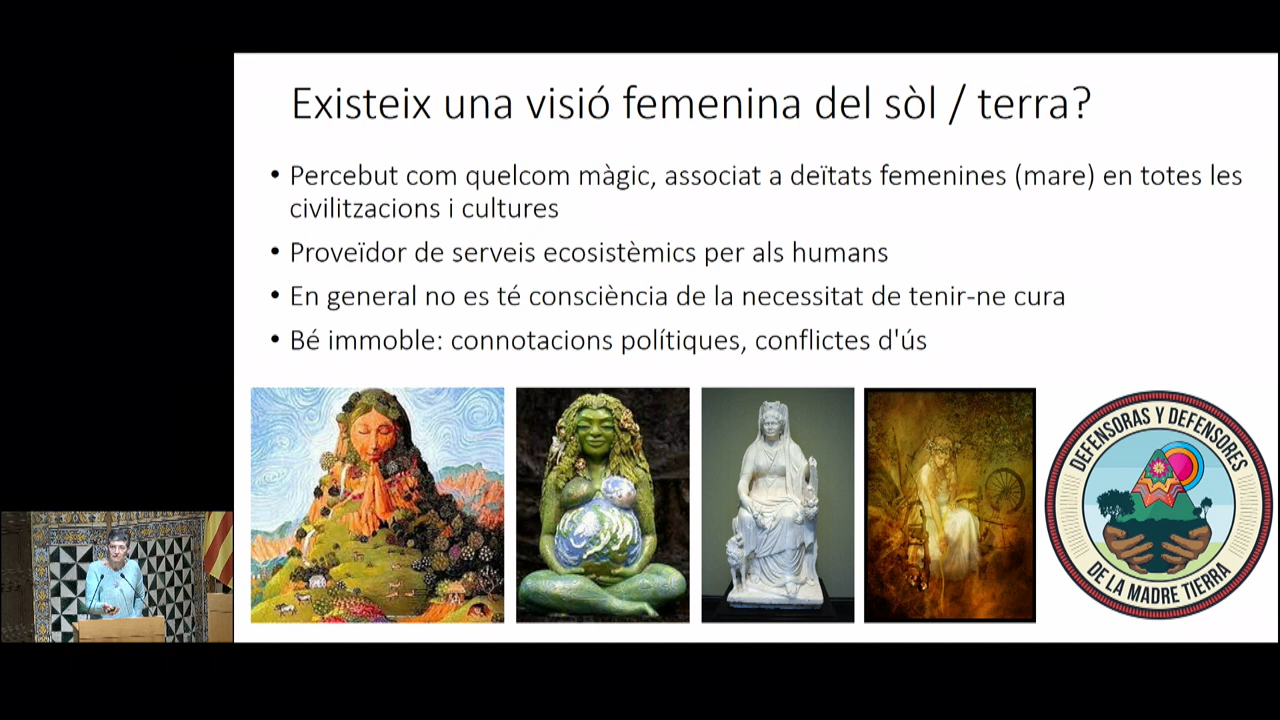 Existeix una visió femenina del sòl / terra?
• Percebut com quelcom màgic, associat a deïtats femenines (mare) en totes les
civilitzacions i cultures
• Proveïdor de serveis ecosistèmics per als humans
• En general no es té consciència de la necessitat de tenir-ne cura
• Bé immoble: connotacions polítiques, conflictes d'ús
DEFENSORAS Y DEFENSORES
DE LA MADRE TIERRA